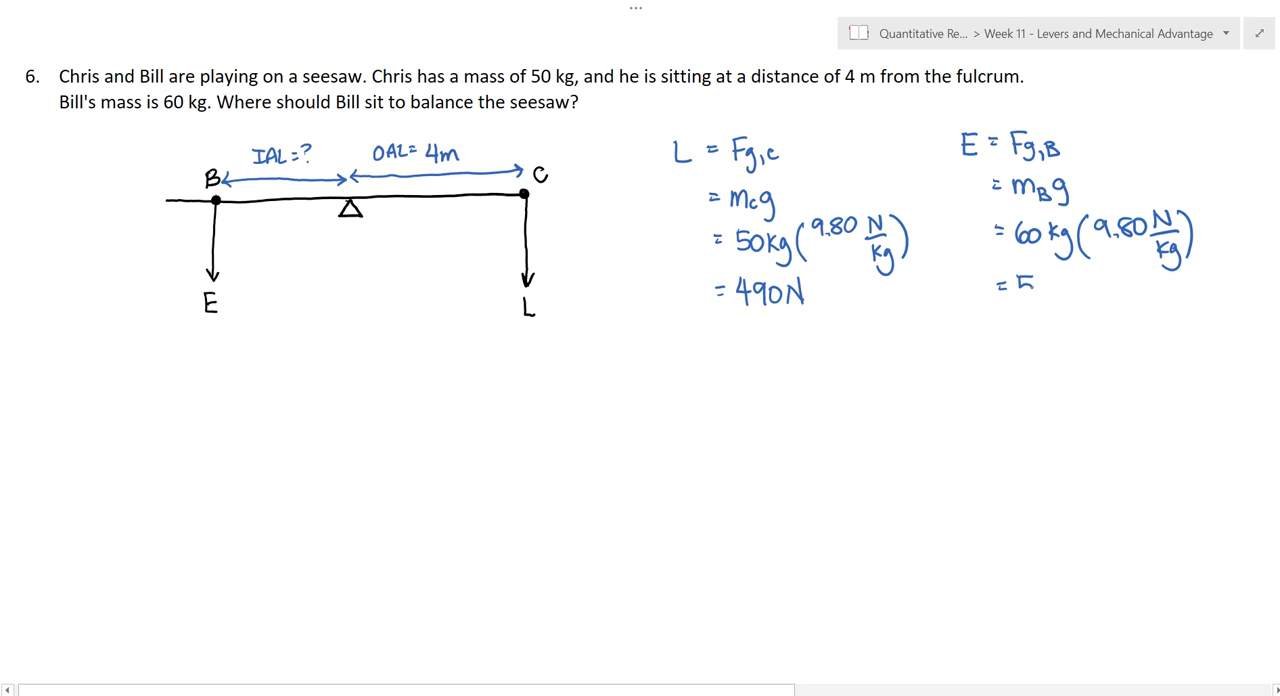 Quantitative Re... > Week 11 - Levers and Mechanical Advantage
6. Chris and Bill are playing on a seesaw. Chris has a mass of 50 kg, and he is sitting at a distance of 4 m from the fulcrum.
Bill's mass is 60 kg. Where should Bill sit to balance the seesaw?
IAL=? OAL= 4m
B C
E L
L = Fg,c
= mcg
= 50kg(9.80 N/kg)
= 490N
E = Fg,B
= mBg
= 60 kg(9.80 N/kg)
= 5